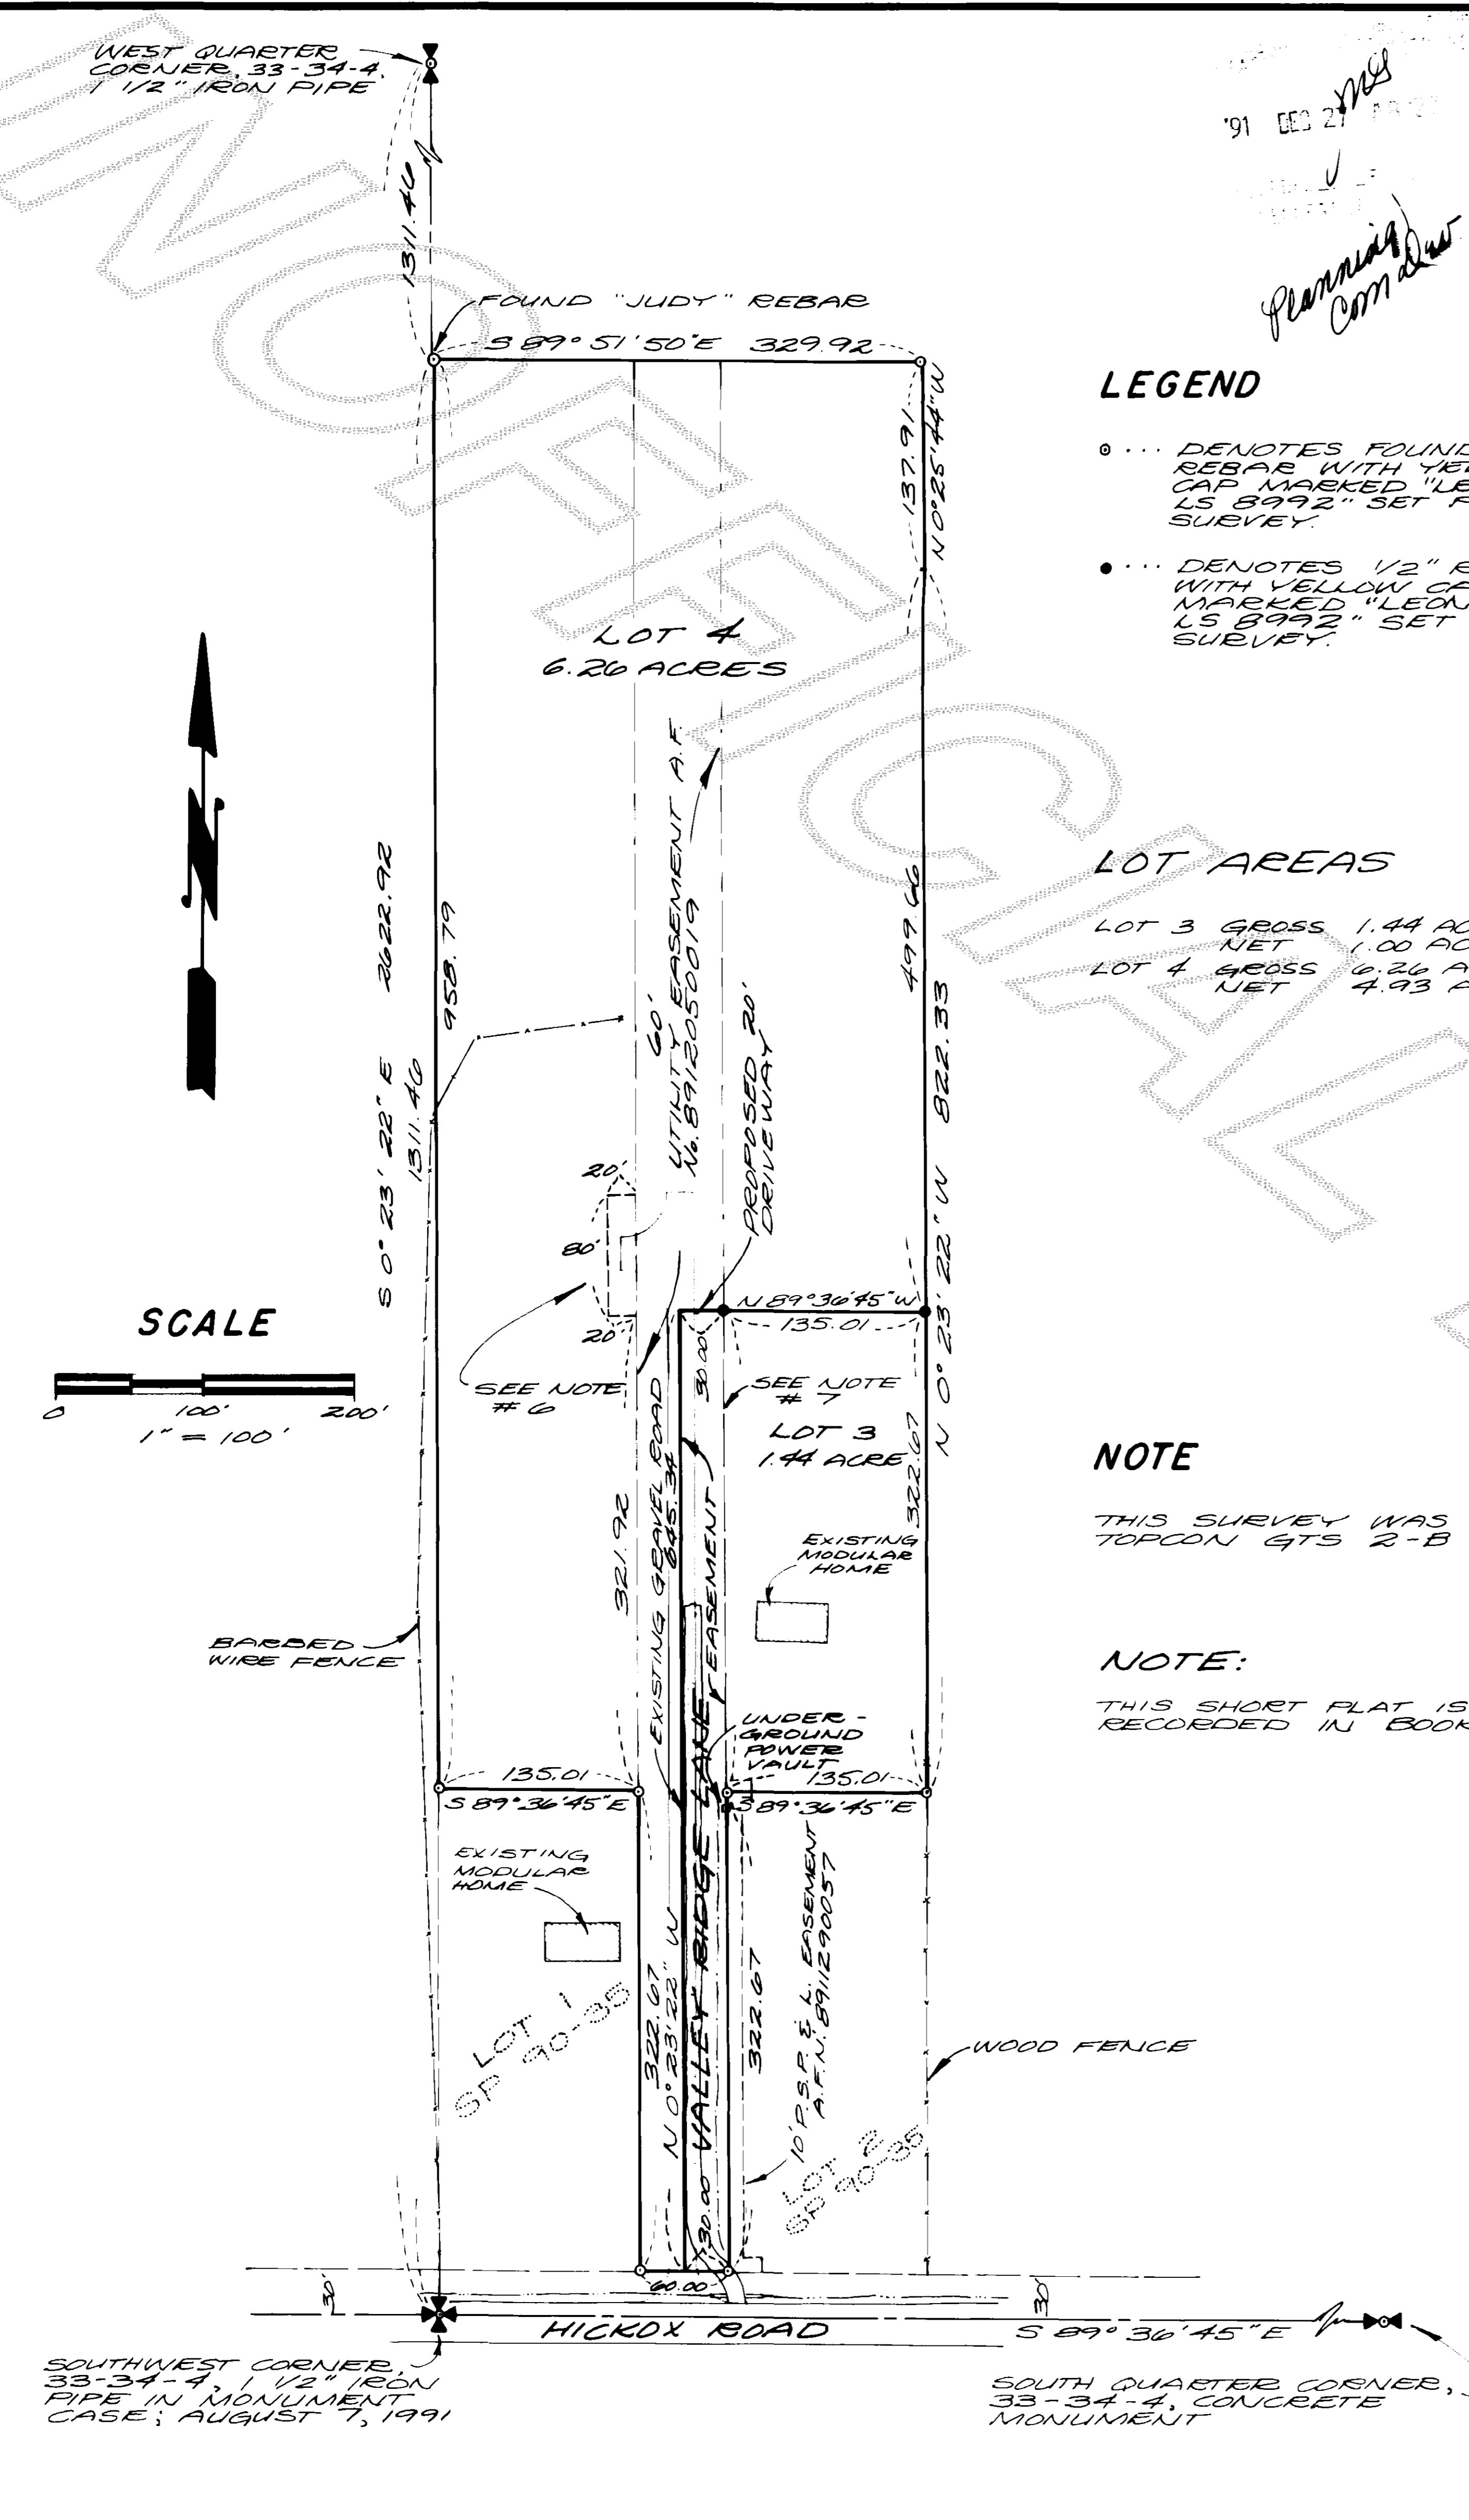 WEST QUARTER
CORNER, 33-34-4,
1 1/2" IRON PIPE
'91 DEC 27
Planning
1311.46
FOUND "JUDY" REBAR
S 89° 51' 50" E 329.92
137.91
N 0°25'44" W
LEGEND
DENOTES FOUND
REBAR WITH YEL
CAP MARKED "LE
LS 8992" SET
SURVEY.
DENOTES 1/2" R
WITH YELLOW CA
MARKED "LEON
LS 8992" SET
SURVEY.
LOT 4
6.26 ACRES
60'
UTILITY EASEMENT A.F.
No. 8912050019
S 0° 23' 22" E 2622.92
958.79
1311.46
499.66
N 0° 23' 22" W 822.33
LOT AREAS
LOT 3 GROSS 1.44 AC
NET 1.00 AC
LOT 4 GROSS 6.26 A
NET 4.93 A
PROPOSED 20'
DRIVEWAY
20'
80'
20'
N 89°36'45" W
135.01
SCALE
0 100' 200'
1" = 100'
SEE NOTE
# 6
30.00
SEE NOTE
# 7
LOT 3
1.44 ACRE
322.67
NOTE
THIS SURVEY WAS
TOPCON GTS 2-B
321.92
EXISTING GRAVEL ROAD
645.34
EASEMENT
EXISTING
MODULAR
HOME
BARBED
WIRE FENCE
NOTE:
THIS SHORT PLAT IS
RECORDED IN BOOK
UNDER-
GROUND
POWER
VAULT
135.01
S 89°36'45" E
135.01
S 89°36'45" E
EXISTING
MODULAR
HOME
322.67
N 0° 23' 22" W
30.00 VALLEY RIDGE LANE
322.67
10' P.S.P. & L. EASEMENT
A.F.N. 8911290057
LOT 1
SP 90-35
WOOD FENCE
LOT 2
SP 90-35
60.00
30'
30'
HICKOX ROAD
S 89° 36' 45" E
SOUTHWEST CORNER,
33-34-4, 1 1/2" IRON
PIPE IN MONUMENT
CASE; AUGUST 7, 1991
SOUTH QUARTER CORNER,
33-34-4, CONCRETE
MONUMENT
UNOFFICIAL